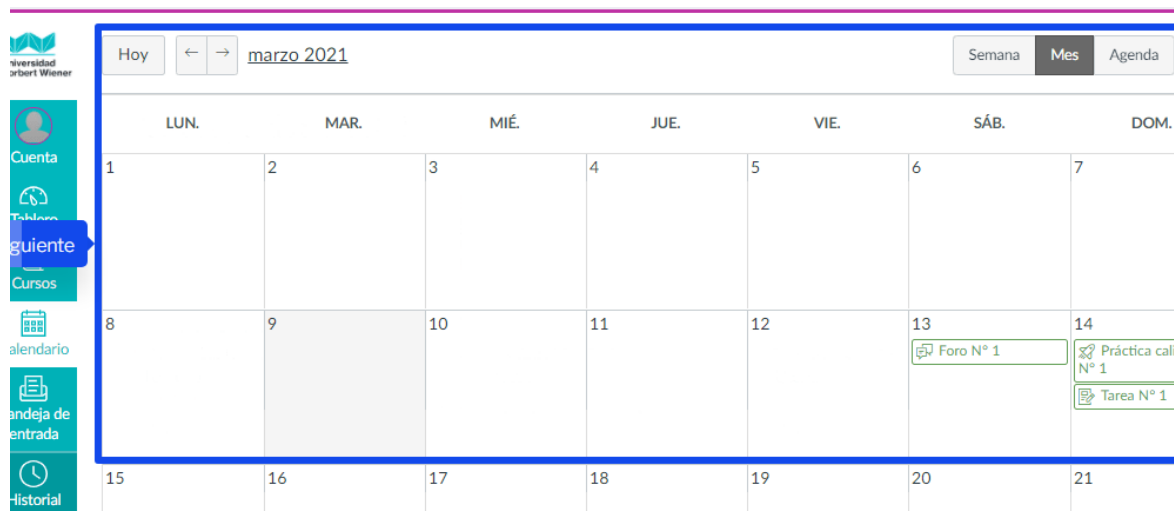 niversidad
orbert Wiener
Hoy ← → marzo 2021
Semana Mes Agenda
LUN. MAR. MIÉ. JUE. VIE. SÁB. DOM.
Cuenta
Tablero
guiente
Cursos
alendario
andeja de
entrada
Historial
1 2 3 4 5 6 7
8 9 10 11 12 13 14
Foro N° 1
Práctica cali
N° 1
Tarea N° 1
15 16 17 18 19 20 21